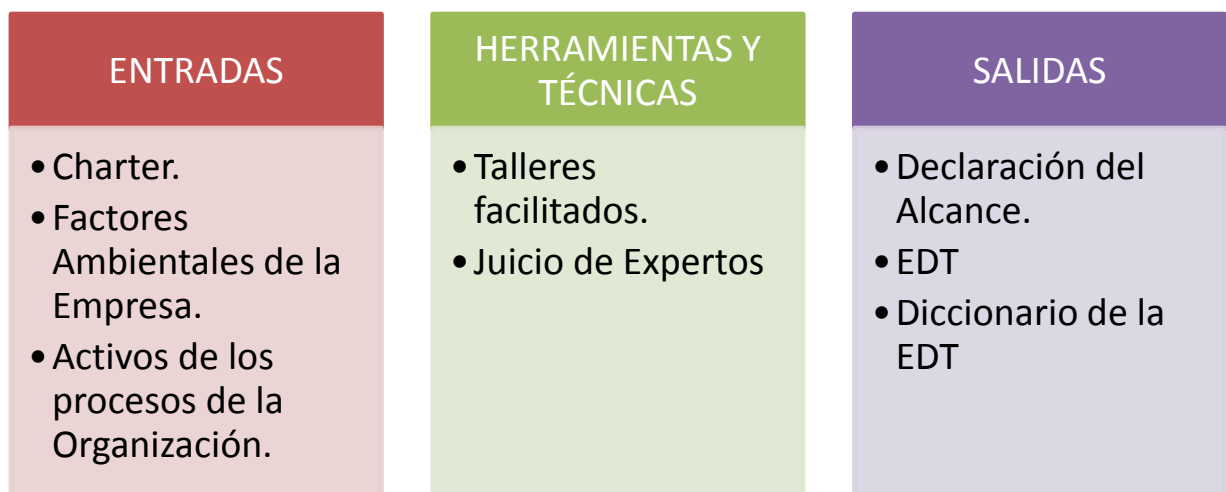 ENTRADAS
• Charter.
• Factores
Ambientales de la
Empresa.
• Activos de los
procesos de la
Organización.
HERRAMIENTAS Y
TÉCNICAS
• Talleres
facilitados.
• Juicio de Expertos
SALIDAS
• Declaración del
Alcance.
• EDT
• Diccionario de la
EDT